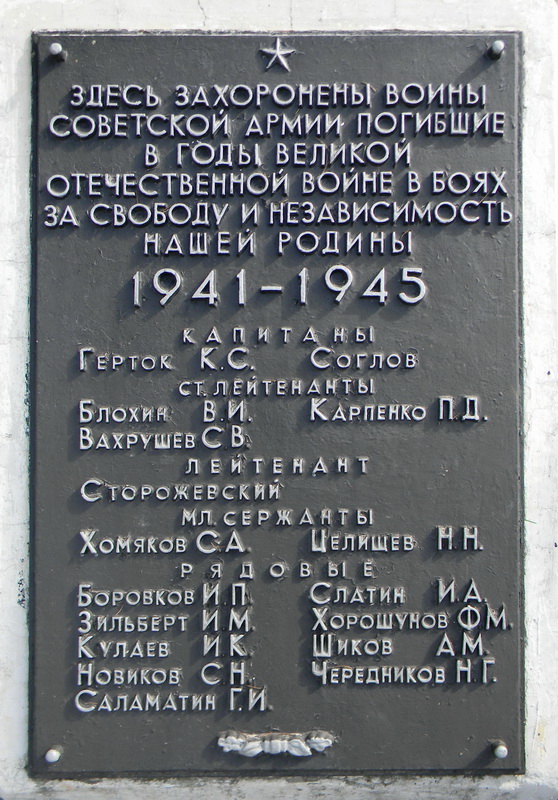 ЗДЕСЬ ЗАХОРОНЕНЫ ВОИНЫ
СОВЕТСКОЙ АРМИИ ПОГИБШИЕ
В ГОДЫ ВЕЛИКОЙ
ОТЕЧЕСТВЕННОЙ ВОЙНЕ В БОЯХ
ЗА СВОБОДУ И НЕЗАВИСИМОСТЬ
НАШЕЙ РОДИНЫ
1941–1945
КАПИТАНЫ
ГЕРТОК К.С. СОГЛОВ
СТ. ЛЕЙТЕНАНТЫ
БЛОХИН В.И. КАРПЕНКО П.Д.
ВАХРУШЕВ С.В.
ЛЕЙТЕНАНТ
СТОРОЖЕВСКИЙ
МЛ. СЕРЖАНТЫ
ХОМЯКОВ С.А. ЦЕЛИЩЕВ Н.Н.
РЯДОВЫЕ
БОРОВКОВ И.П. СЛАТИН И.А.
ЗИЛЬБЕРТ И.М. ХОРОШУНОВ Ф.М.
КУЛАЕВ И.К. ШИКОВ А.М.
НОВИКОВ С.Н. ЧЕРЕДНИКОВ Н.Г.
САЛАМАТИН Г.И.